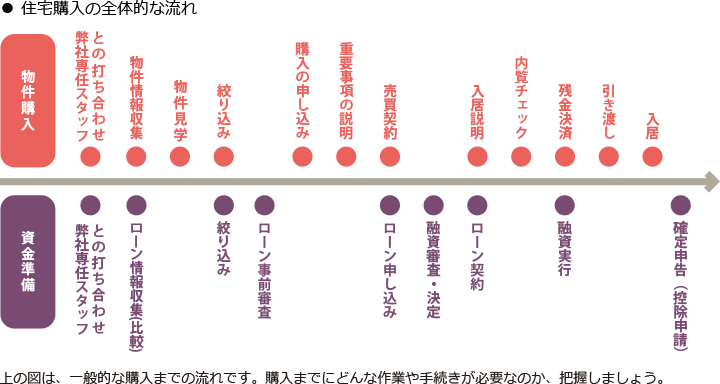 ● 住宅購入の全体的な流れ
物件購入
弊社専任スタッフ
との打ち合わせ
物件情報収集
物件見学
絞り込み
購入の申し込み
重要事項の説明
売買契約
入居説明
内覧チェック
残金決済
引き渡し
入居
資金準備
弊社専任スタッフ
との打ち合わせ
ローン情報収集(比較)
絞り込み
ローン事前審査
ローン申し込み
融資審査・決定
ローン契約
融資実行
確定申告（控除申請）
上の図は、一般的な購入までの流れです。購入までにどんな作業や手続きが必要なのか、把握しましょう。